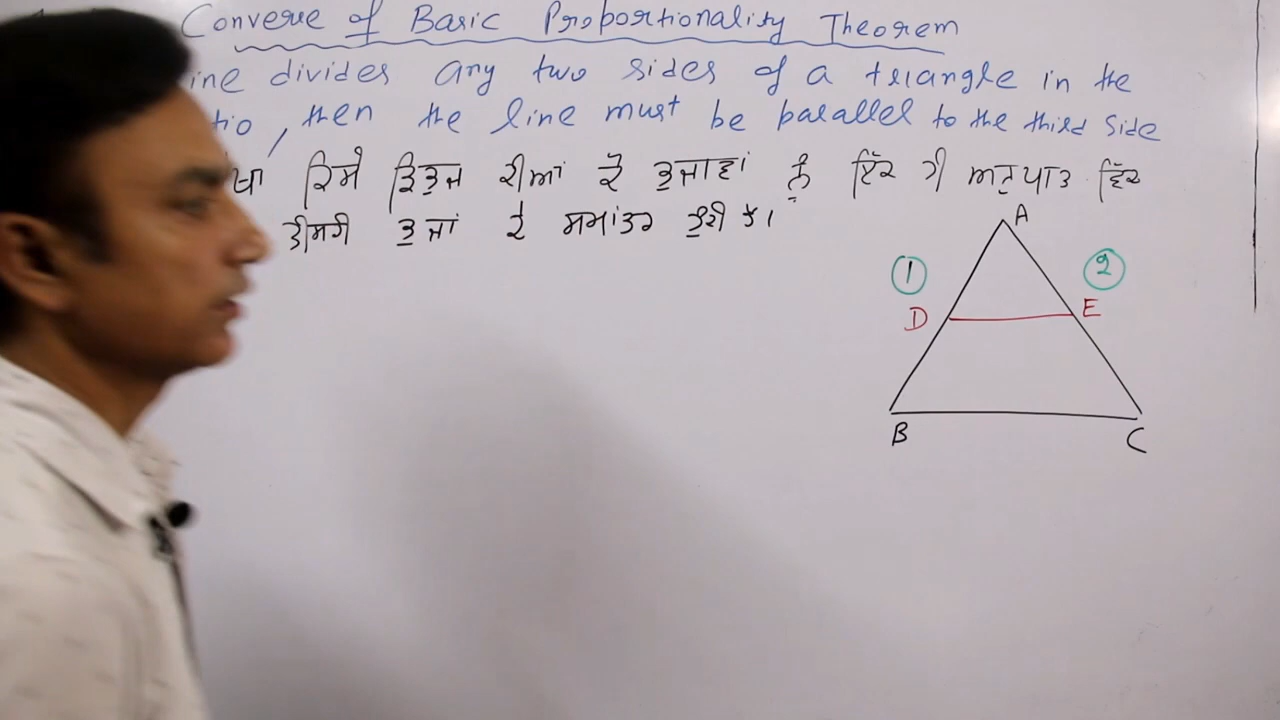 Converse of Basic Proportionality Theorem
ine divides any two sides of a triangle in the
tio, then the line must be parallel to the third side
ਖਾ ਕਿਸੇ ਤ੍ਰਿਭੁਜ ਦੀਆਂ ਦੋ ਭੁਜਾਵਾਂ ਨੂੰ ਇੱਕ ਹੀ ਅਨੁਪਾਤ ਵਿੱਚ
ਤੀਸਰੀ ਭੁਜਾਂ ਦੇ ਸਮਾਂਤਰ ਹੁੰਦੀ ਹੈ।
A
1 2
D E
B C